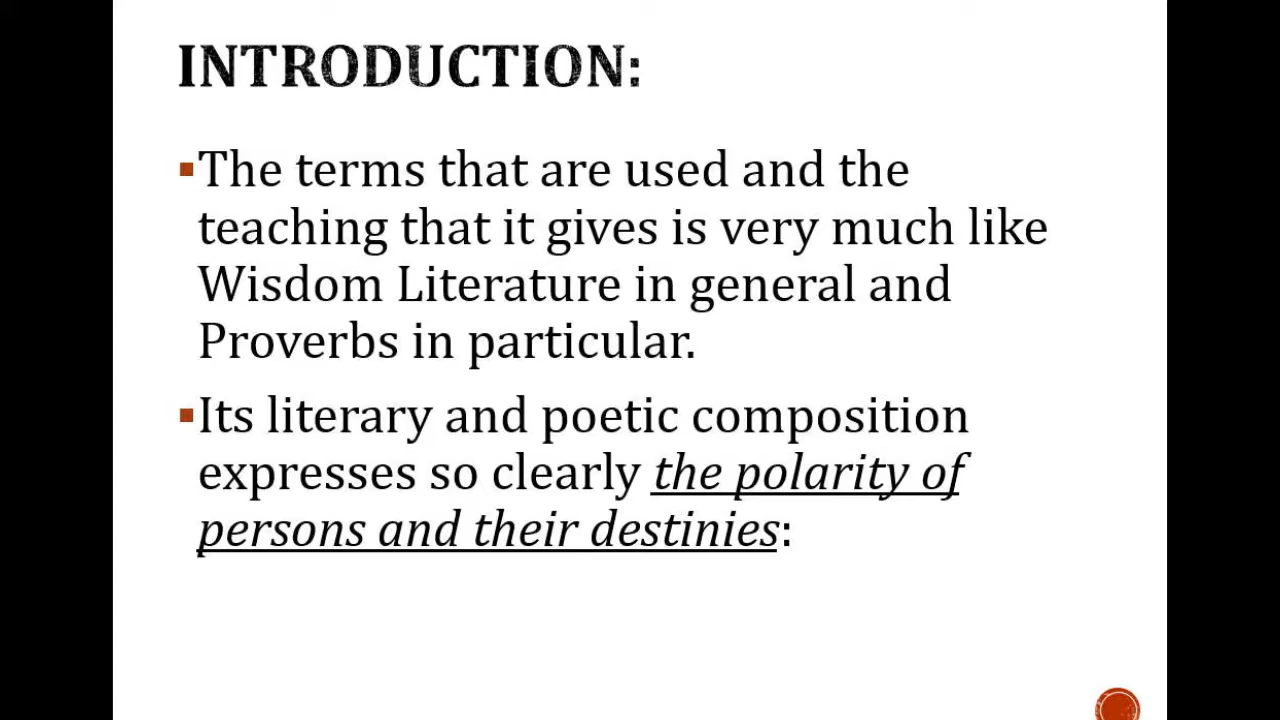 INTRODUCTION:
▪The terms that are used and the
teaching that it gives is very much like
Wisdom Literature in general and
Proverbs in particular.
▪Its literary and poetic composition
expresses so clearly the polarity of
persons and their destinies: